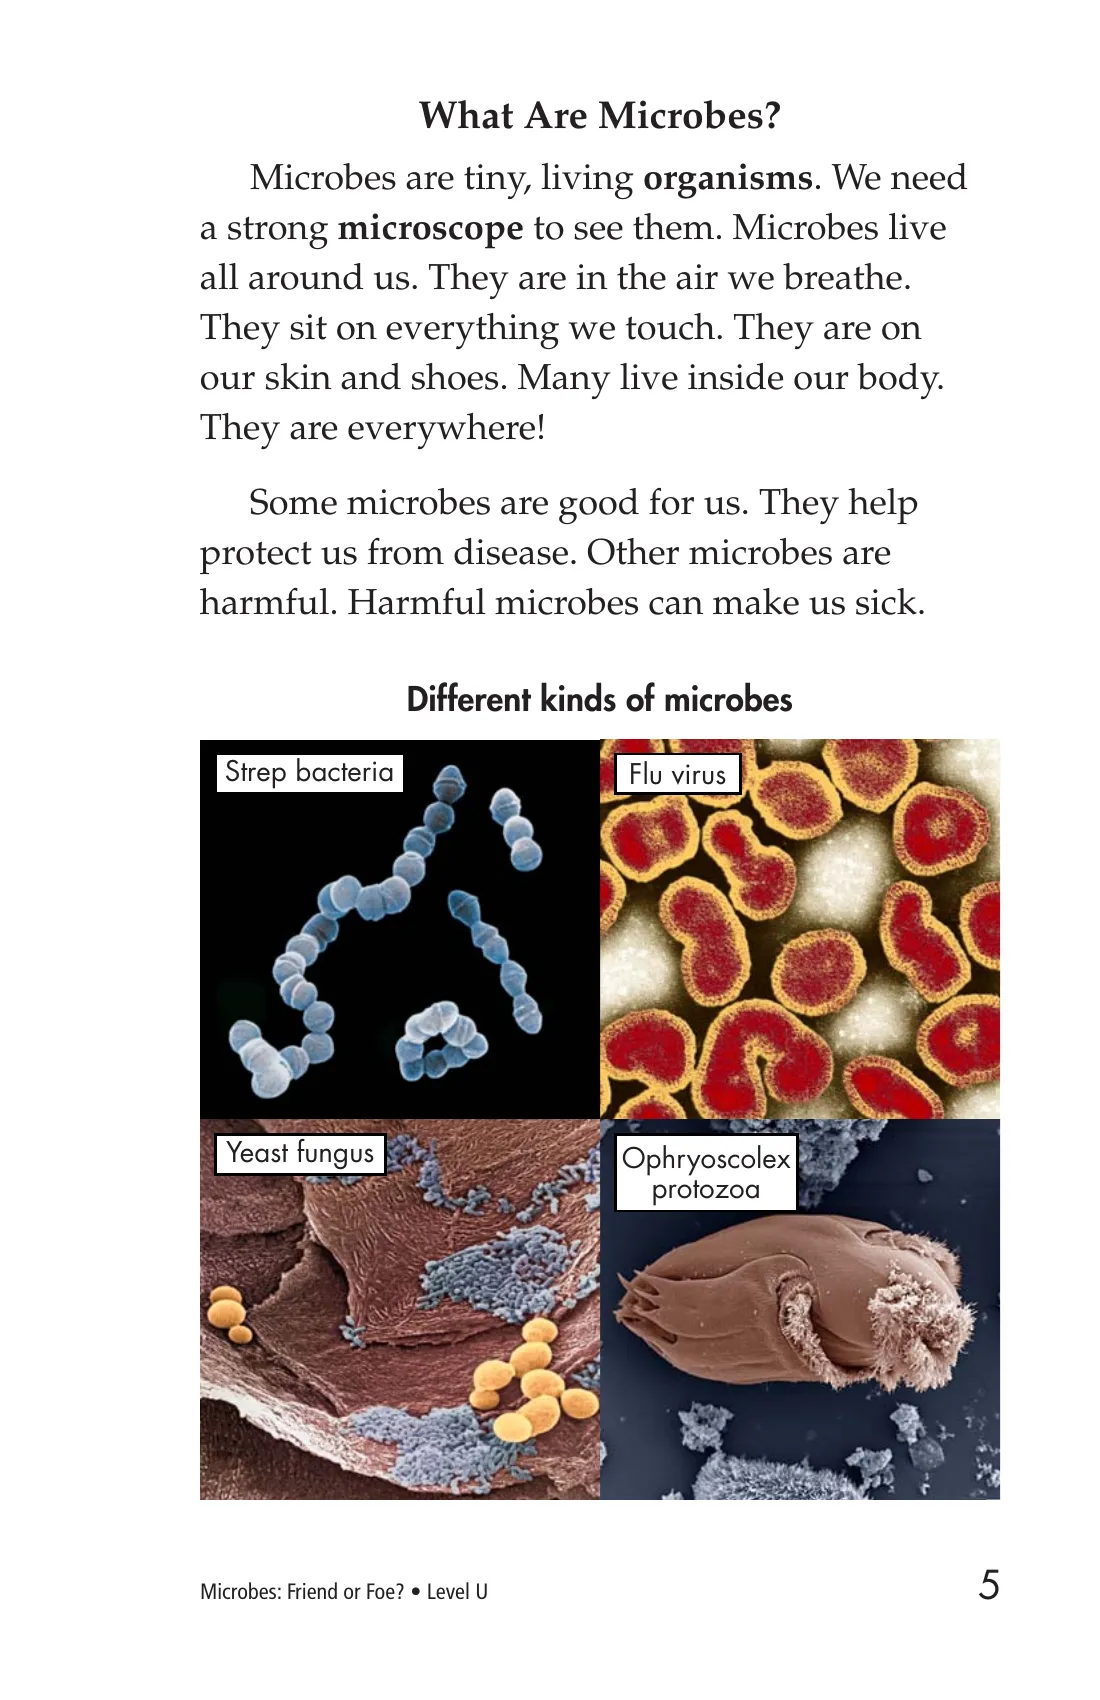 What Are Microbes?
Microbes are tiny, living organisms. We need
a strong microscope to see them. Microbes live
all around us. They are in the air we breathe.
They sit on everything we touch. They are on
our skin and shoes. Many live inside our body.
They are everywhere!
Some microbes are good for us. They help
protect us from disease. Other microbes are
harmful. Harmful microbes can make us sick.
Different kinds of microbes
Strep bacteria
Flu virus
Yeast fungus
Ophryoscolex
protozoa
Microbes: Friend or Foe? • Level U
5